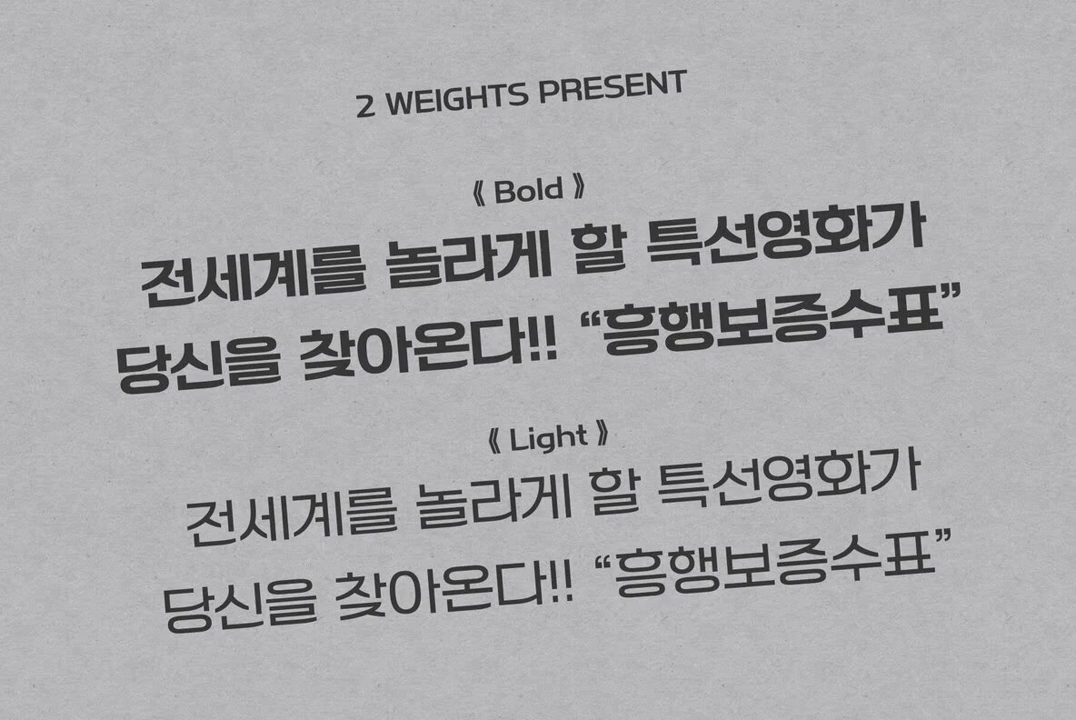 2 WEIGHTS PRESENT
《 Bold 》
전세계를 놀라게 할 특선영화가
당신을 찾아온다!! “흥행보증수표”
《 Light 》
전세계를 놀라게 할 특선영화가
당신을 찾아온다!! “흥행보증수표”